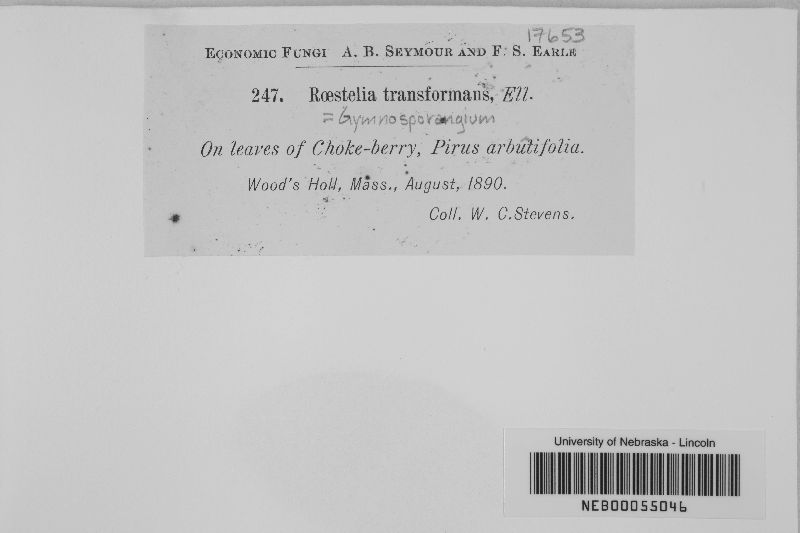 17653
Economic Fungi A. B. Seymour and F. S. Earle
247. Rœstelia transformans, Ell.
= Gymnosporangium
On leaves of Choke-berry, Pirus arbutifolia.
Wood's Holl, Mass., August, 1890.
Coll. W. C. Stevens.
University of Nebraska - Lincoln
NEB00055046